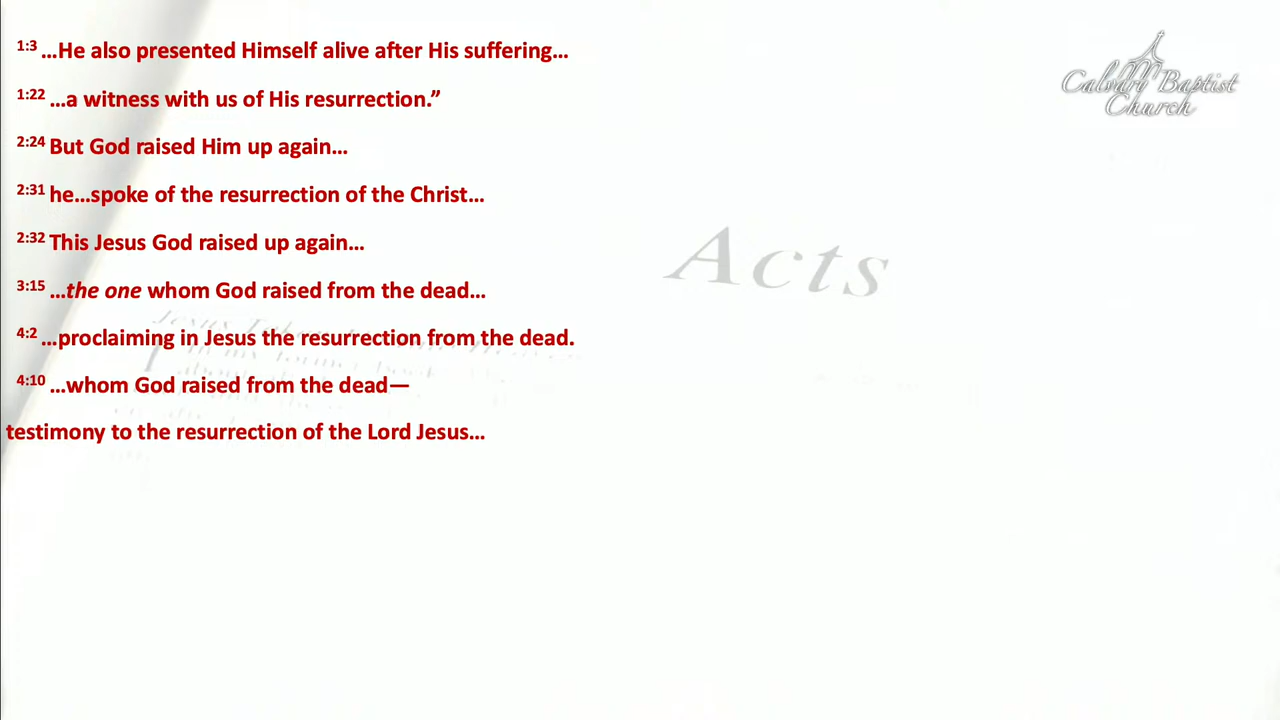 1:3 …He also presented Himself alive after His suffering…
1:22 …a witness with us of His resurrection.”
2:24 But God raised Him up again…
2:31 he…spoke of the resurrection of the Christ…
2:32 This Jesus God raised up again…
3:15 …the one whom God raised from the dead…
4:2 …proclaiming in Jesus the resurrection from the dead.
4:10 …whom God raised from the dead—
testimony to the resurrection of the Lord Jesus…
Calvary Baptist
Church
Acts